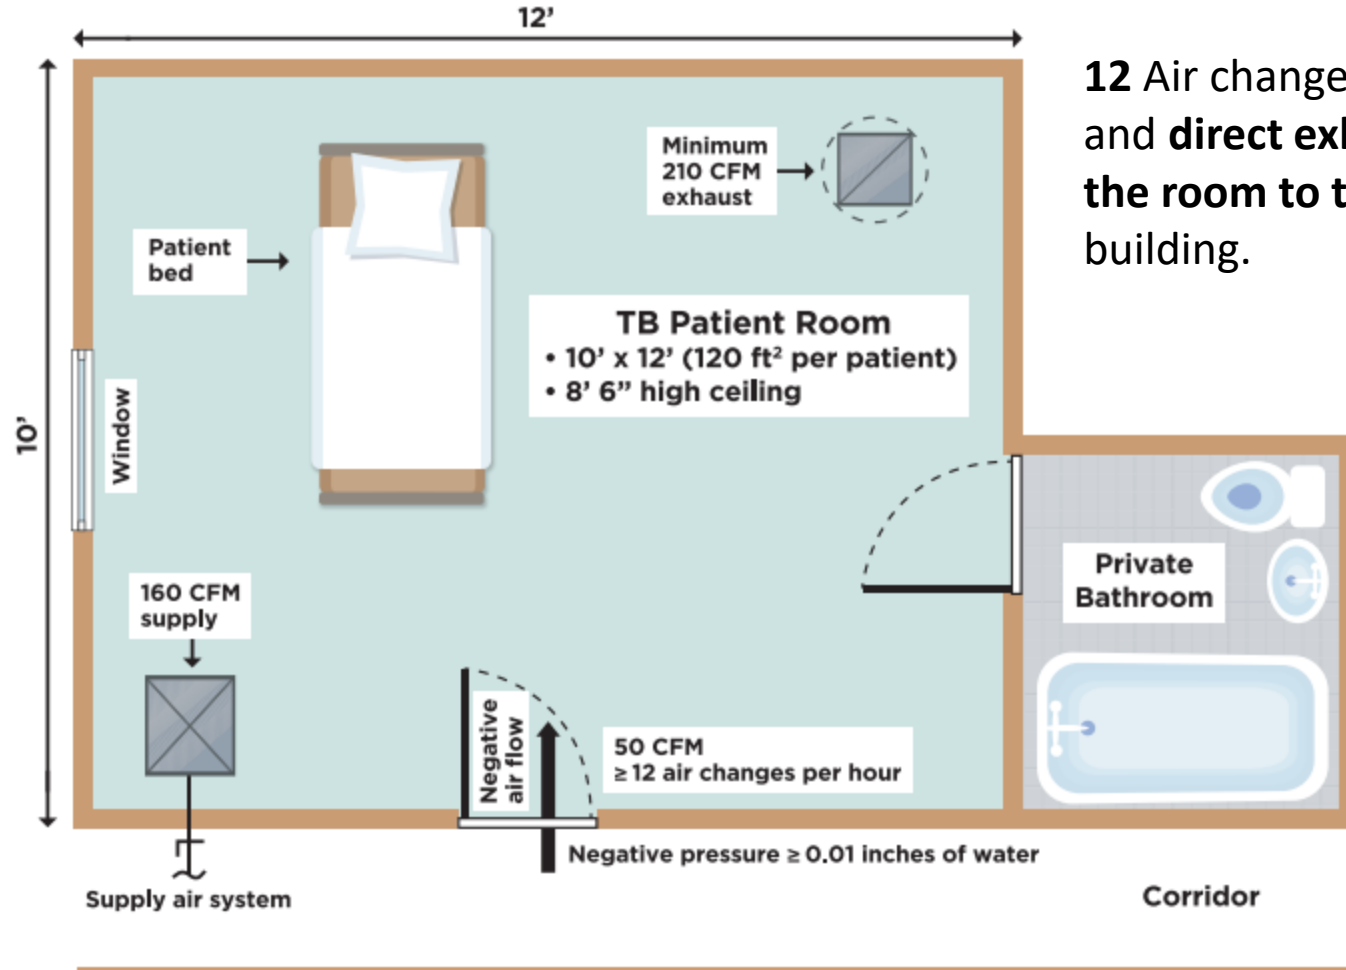 12'
12 Air change
and direct ex
the room to t
building.
Minimum
210 CFM
exhaust
Patient
bed
TB Patient Room
• 10' x 12' (120 ft² per patient)
• 8' 6” high ceiling
10'
Window
Private
Bathroom
160 CFM
supply
Negative
air flow
50 CFM
≥ 12 air changes per hour
Negative pressure ≥ 0.01 inches of water
Supply air system
Corridor